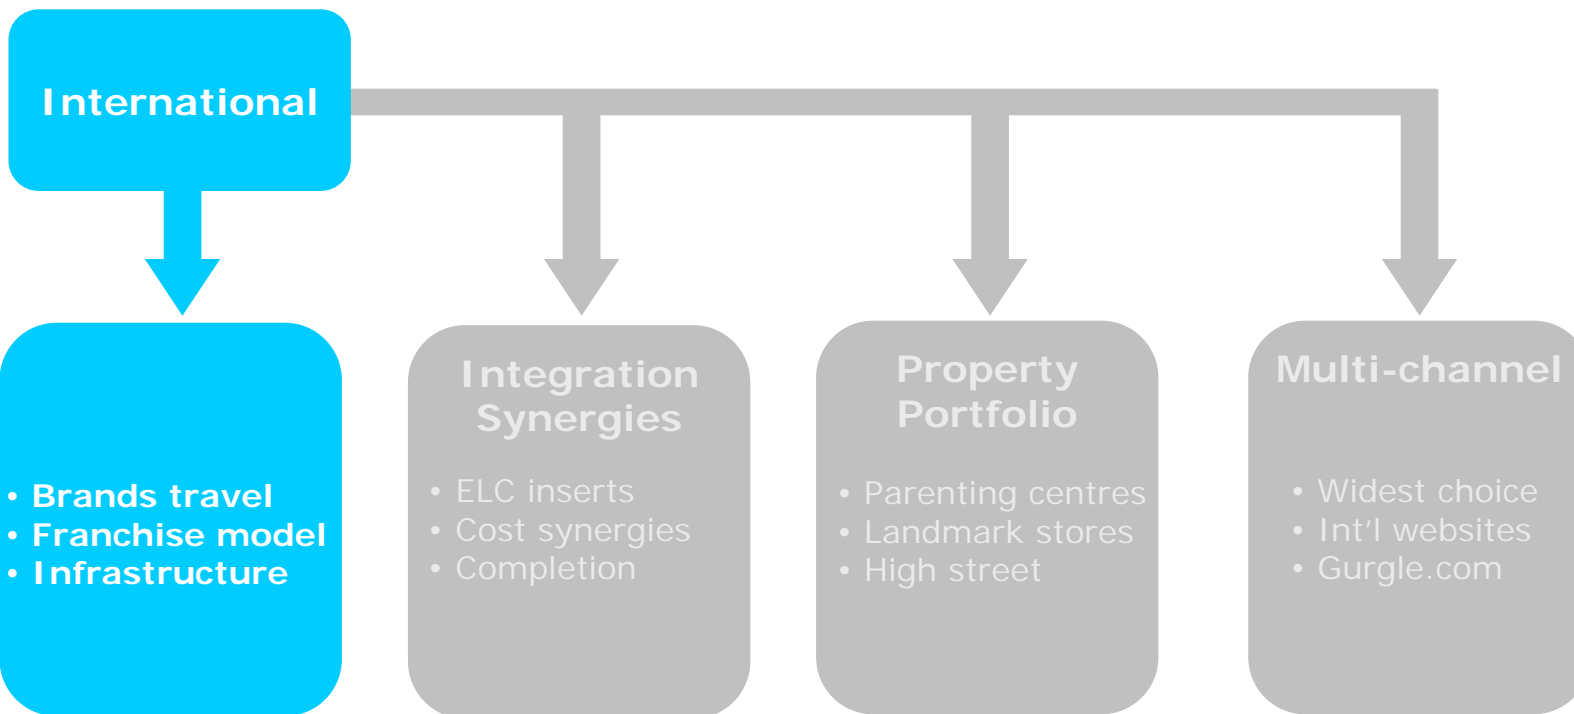 International
• Brands travel
• Franchise model
• Infrastructure
Integration
Synergies
• ELC inserts
• Cost synergies
• Completion
Property
Portfolio
• Parenting centres
• Landmark stores
• High street
Multi-channel
• Widest choice
• Int’l websites
• Gurgle.com